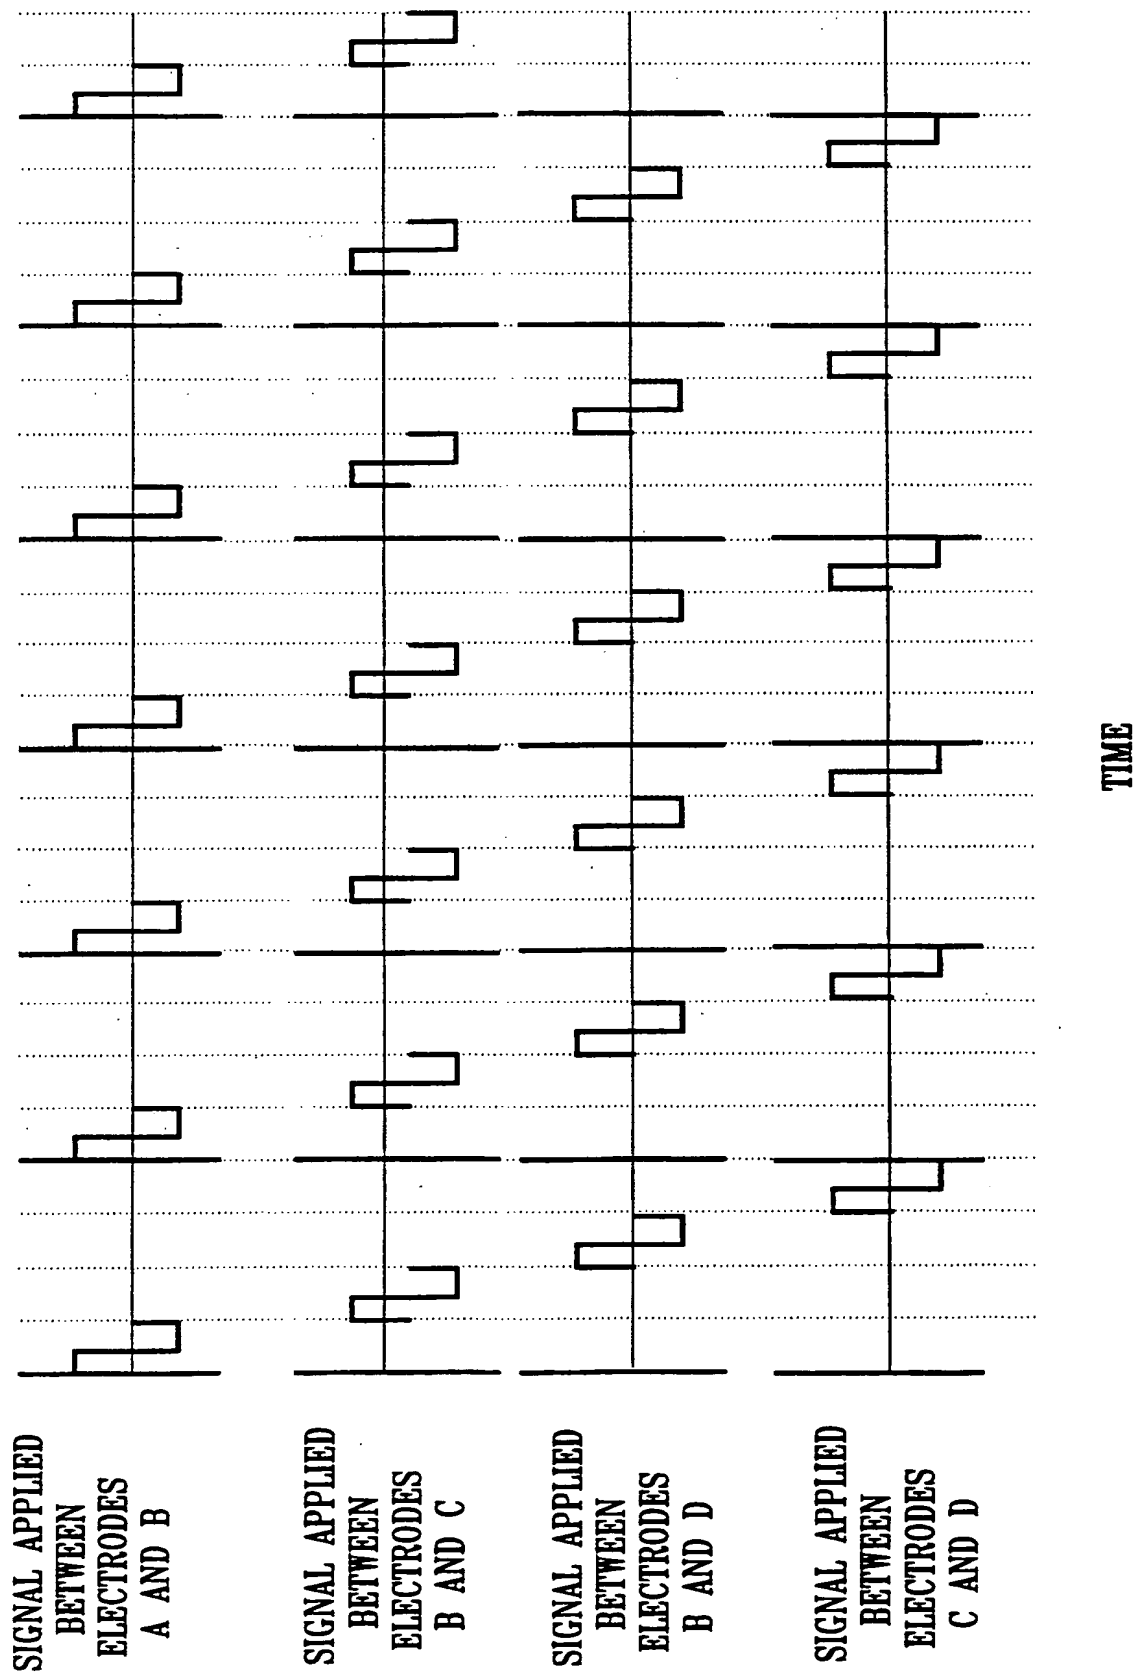 SIGNAL APPLIED
BETWEEN
ELECTRODES
A AND B
SIGNAL APPLIED
BETWEEN
ELECTRODES
B AND C
SIGNAL APPLIED
BETWEEN
ELECTRODES
B AND D
SIGNAL APPLIED
BETWEEN
ELECTRODES
C AND D
TIME